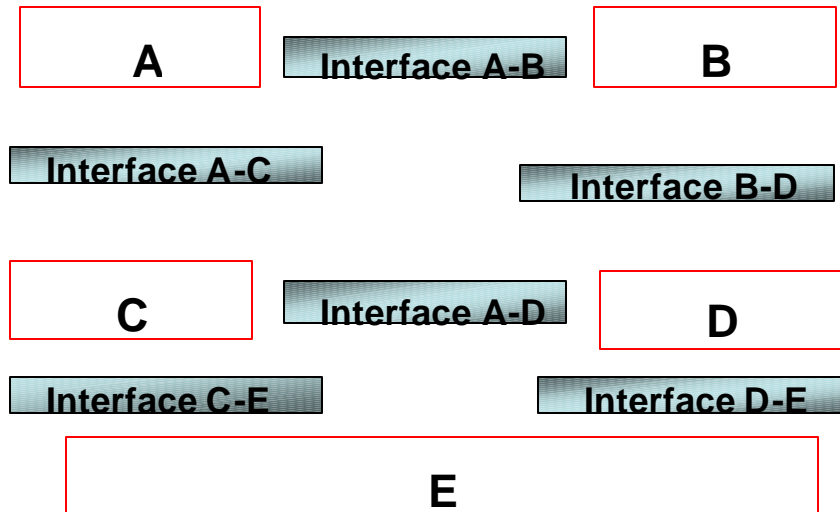 A
Interface A-B
B
Interface A-C
Interface B-D
C
Interface A-D
D
Interface C-E
Interface D-E
E